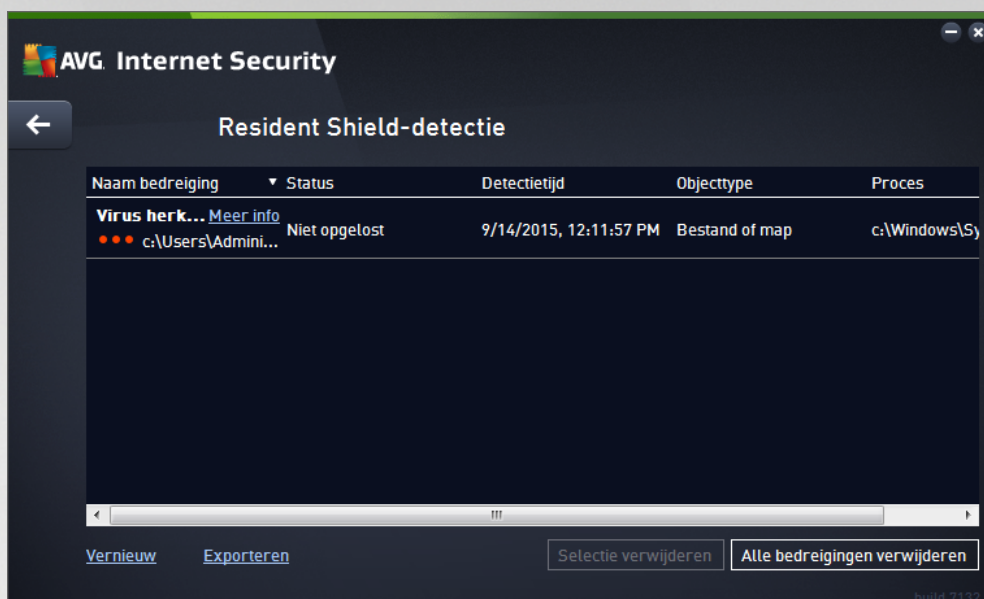 AVG. Internet Security
Resident Shield-detectie
Naam bedreiging Status Detectietijd Objecttype Proces
Virus herk... Meer info
Niet opgelost 9/14/2015, 12:11:57 PM Bestand of map c:\Windows\Sy
c:\Users\Admini...
Vernieuw Exporteren Selectie verwijderen Alle bedreigingen verwijderen
build 7132